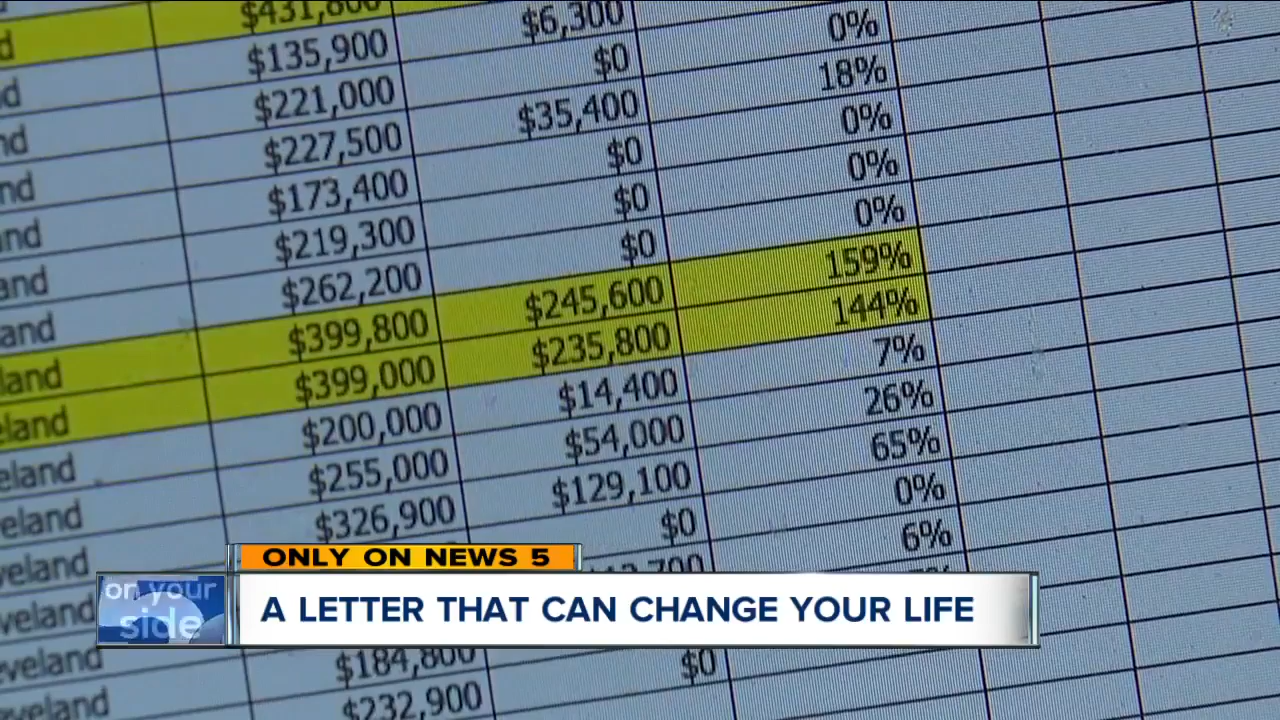 d $431,800
nd $135,900 $6,300
nd $221,000 $0 0%
nd $227,500 $35,400 18%
and $173,400 $0 0%
and $219,300 $0 0%
and $262,200 $0 0%
land $399,800 $245,600 159%
eland $399,000 $235,800 144%
eland $200,000 $14,400 7%
eland $255,000 $54,000 26%
veland $326,900 $129,100 65%
veland $0 0%
eveland 6%
eveland $184,800
$232,900 $0
ONLY ON NEWS 5
on your
side
A LETTER THAT CAN CHANGE YOUR LIFE